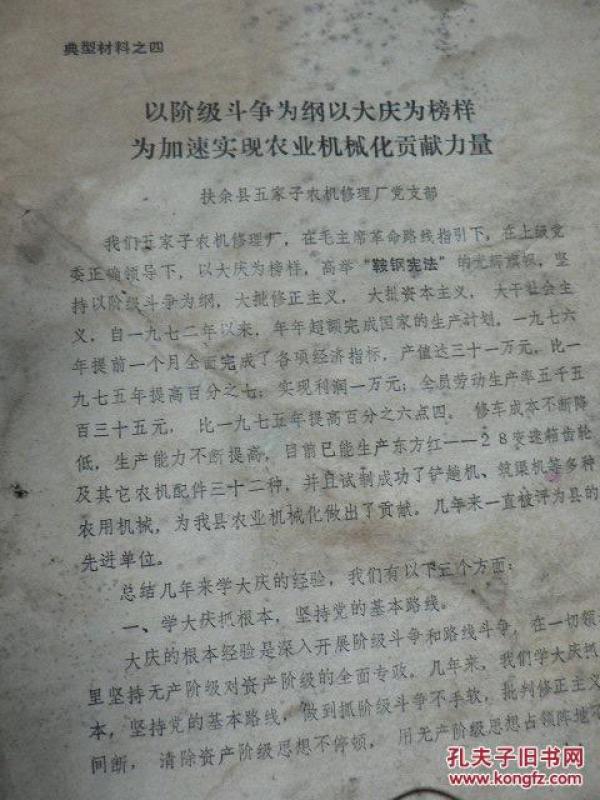 典型材料之四
以阶级斗争为纲以大庆为榜样
为加速实现农业机械化贡献力量
扶余县五家子农机修理厂党支部
我们五家子农机修理厂，在毛主席革命路线指引下，在上级党
委正确领导下，以大庆为榜样，高举“鞍钢宪法”的光辉旗帜，坚
持以阶级斗争为纲，大批修正主义，大批资本主义，大干社会主
义，自一九七二年以来，年年超额完成国家的生产计划，一九七六
年提前一个月全面完成了各项经济指标，产值达三十一万元，比一
九七五年提高百分之七；实现利润一万元；全员劳动生产率五千五
百三十五元，比一九七五年提高百分之六点四。修车成本不断降
低，生产能力不断提高，目前已能生产东方红——28变速箱齿轮
及其它农机配件三十二种，并且试制成功了铲趟机、筑渠机等多种
农用机械，为我县农业机械化做出了贡献。几年来一直被评为县的
先进单位。
总结几年来学大庆的经验，我们有以下三个方面：
一、学大庆抓根本，坚持党的基本路线。
大庆的根本经验是深入开展阶级斗争和路线斗争，在一切领
里坚持无产阶级对资产阶级的全面专政。几年来，我们学大庆抓
本，坚持党的基本路线，做到抓阶级斗争不手软，批判修正主义
间断，清除资产阶级思想不停顿，用无产阶级思想占领阵地不
孔夫子旧书网
www.kongfz.com